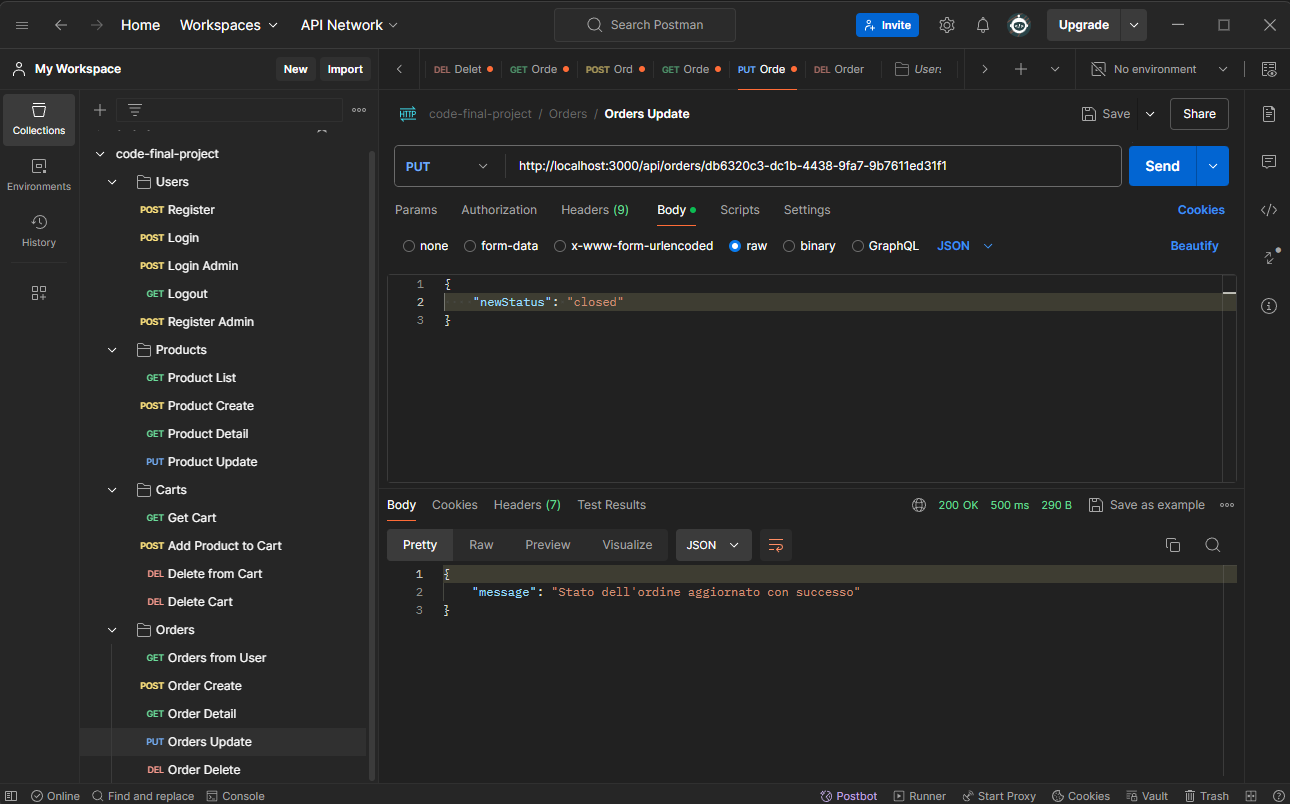 Home Workspaces API Network Search Postman Invite Upgrade
My Workspace New Import DEL Delet GET Orde POST Ord GET Orde PUT Orde DEL Order Users No environment
Collections
Environments
History
code-final-project
Users
POST Register
POST Login
POST Login Admin
GET Logout
POST Register Admin
Products
GET Product List
POST Product Create
GET Product Detail
PUT Product Update
Carts
GET Get Cart
POST Add Product to Cart
DEL Delete from Cart
DEL Delete Cart
Orders
GET Orders from User
POST Order Create
GET Order Detail
PUT Orders Update
DEL Order Delete
HTTP code-final-project / Orders / Orders Update Save Share
PUT http://localhost:3000/api/orders/db6320c3-dc1b-4438-9fa7-9b7611ed31f1 Send
Params Authorization Headers (9) Body Scripts Settings Cookies
none form-data x-www-form-urlencoded raw binary GraphQL JSON Beautify
1 {
2 "newStatus": "closed"
3 }
Body Cookies Headers (7) Test Results 200 OK 500 ms 290 B Save as example
Pretty Raw Preview Visualize JSON
1 {
2 "message": "Stato dell'ordine aggiornato con successo"
3 }
Online Find and replace Console Postbot Runner Start Proxy Cookies Vault Trash